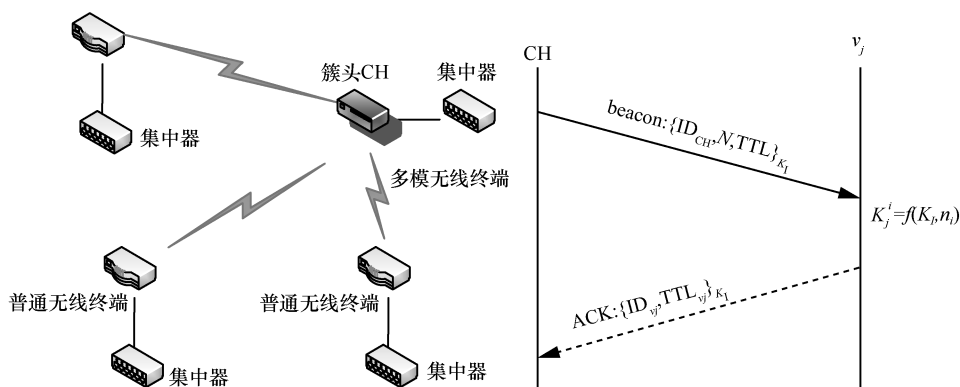 簇头CH
集中器
集中器
多模无线终端
普通无线终端
普通无线终端
集中器
集中器
CH
v_j
beacon:{ID_CH,N,TTL}_{K_I}
K_j^i=f(K_I,n_i)
ACK:{ID_vj,TTL_vj}_{K_I}